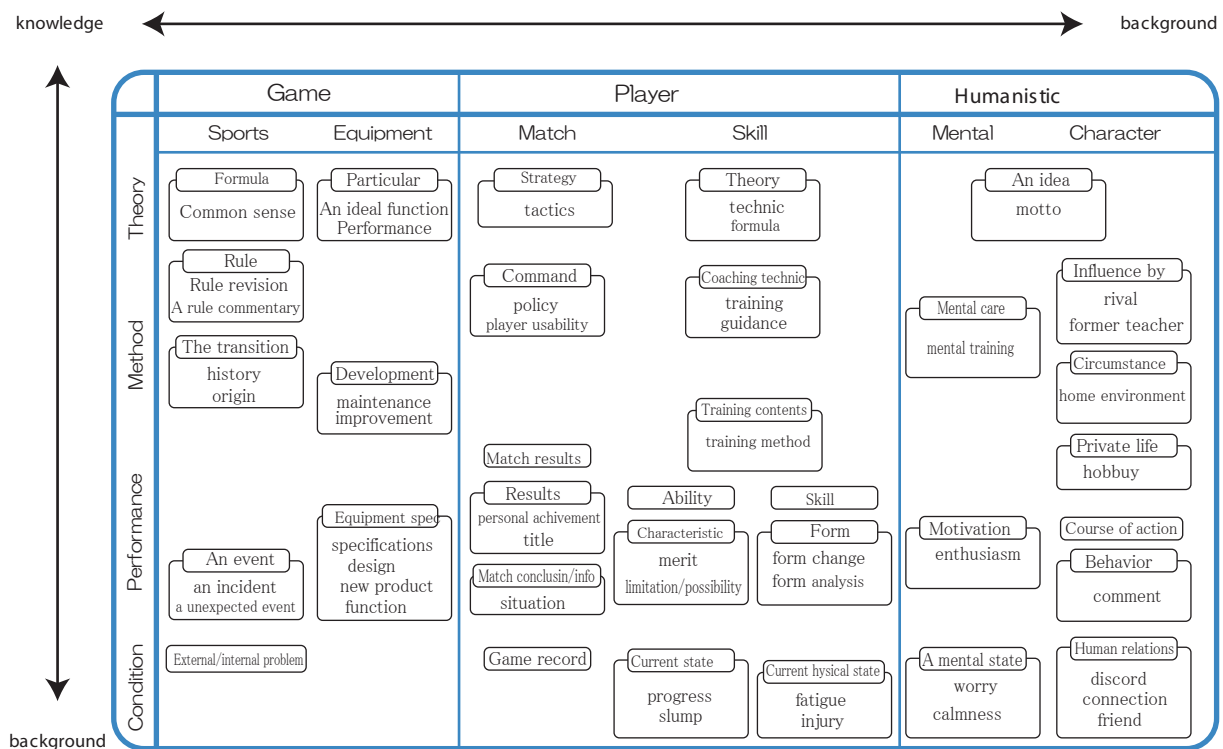 knowledge
background
Game
Player
Humanistic
Sports
Equipment
Match
Skill
Mental
Character
Theory
Formula
Common sense
Particular
An ideal function
Performance
Strategy
tactics
Theory
technic
formula
An idea
motto
Method
Rule
Rule revision
A rule commentary
The transition
history
origin
Development
maintenance
improvement
Command
policy
player usability
Coaching technic
training
guidance
Training contents
training method
Mental care
mental training
Influence by
rival
former teacher
Circumstance
home environment
Private life
hobbuy
Performance
An event
an incident
a unexpected event
Equipment spec
specifications
design
new product
function
Match results
Results
personal achivement
title
Match conclusin/info
situation
Ability
Characteristic
merit
limitation/possibility
Skill
Form
form change
form analysis
Motivation
enthusiasm
Course of action
Behavior
comment
Condition
External/internal problem
Game record
Current state
progress
slump
Current hysical state
fatigue
injury
A mental state
worry
calmness
Human relations
discord
connection
friend
background